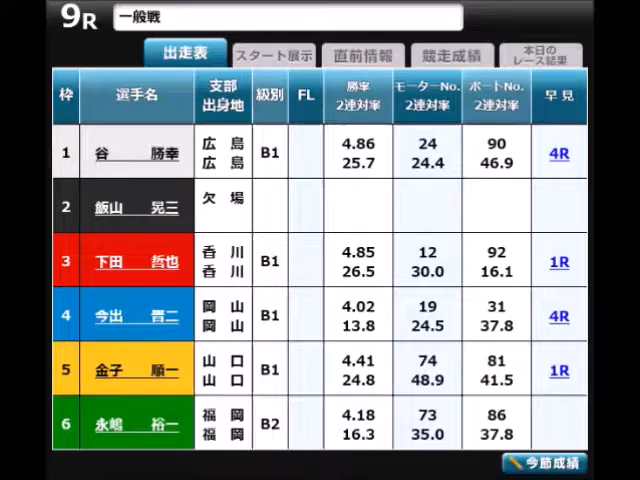 9R 一般戦
出走表 スタート展示 直前情報 競走成績 本日の
レース結果
枠 選手名 支部 級別 FL 勝率 モーターNo. ボートNo. 早見
出身地 2連対率 2連対率 2連対率
1 谷 勝幸 広島 B1 4.86 24 90 4R
広島 25.7 24.4 46.9
2 飯山 晃三 欠場
3 下田 哲也 香川 B1 4.85 12 92 1R
香川 26.5 30.0 16.1
4 今出 晋二 岡山 B1 4.02 19 31 4R
岡山 13.8 24.5 37.8
5 金子 順一 山口 B1 4.41 74 81 1R
山口 24.8 48.9 41.5
6 永嶋 裕一 福岡 B2 4.18 73 86
福岡 16.3 35.0 37.8
今節成績